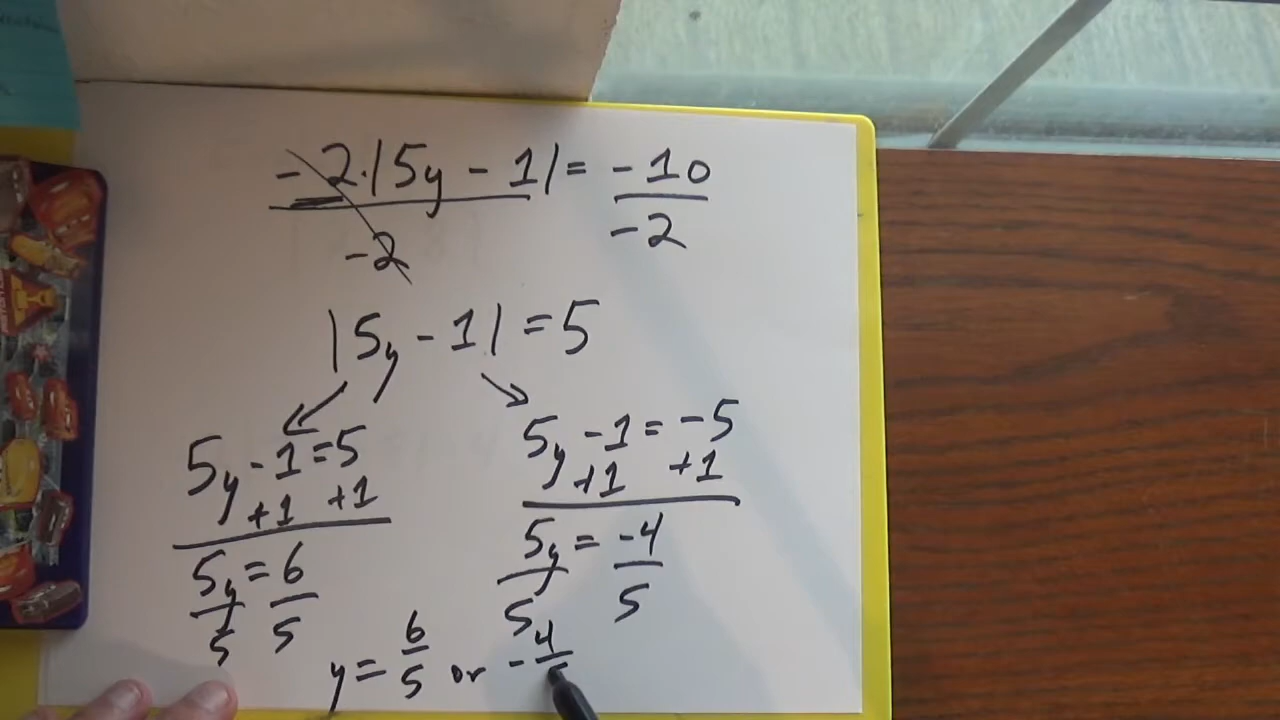 -2·|5y - 1| = -10
-2 -2
|5y - 1| = 5
5y - 1 = 5
+1 +1
5y = 6
5 5
5y - 1 = -5
+1 +1
5y = -4
5 5
y = 6/5 or -4/5